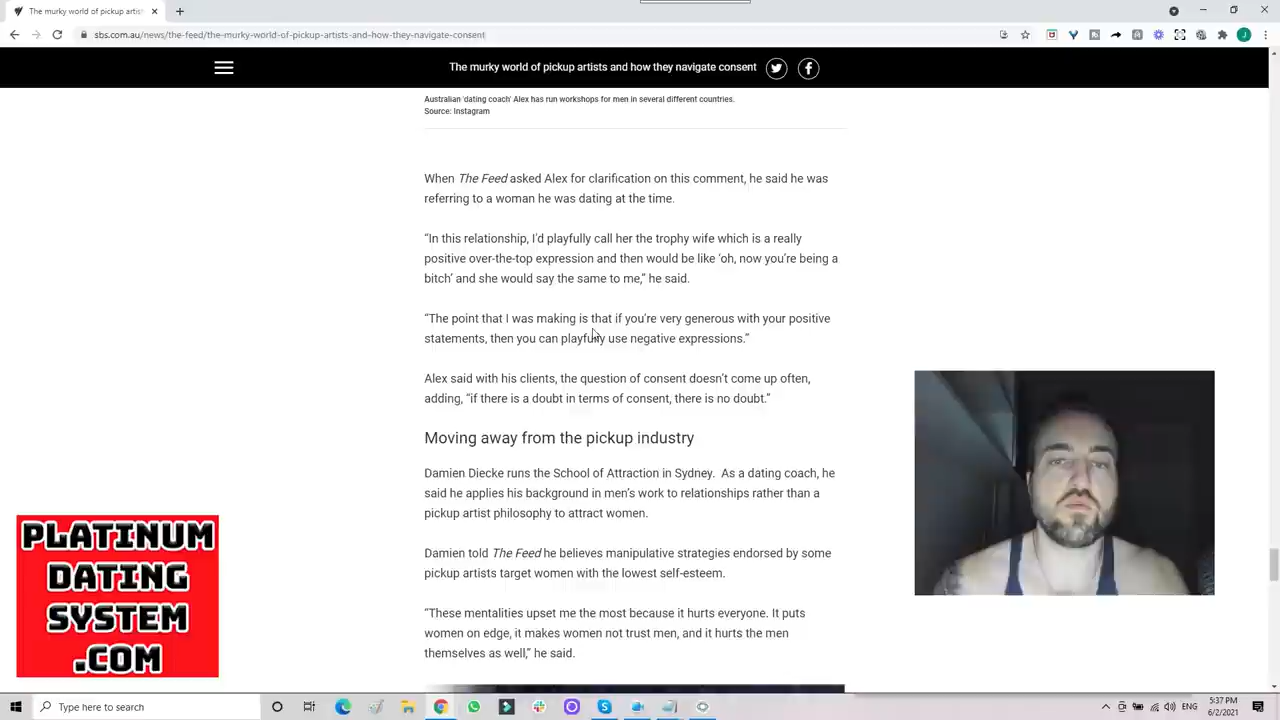 The murky world of pickup artis
sbs.com.au/news/the-feed/the-murky-world-of-pickup-artists-and-how-they-navigate-consent
The murky world of pickup artists and how they navigate consent
Australian 'dating coach' Alex has run workshops for men in several different countries.
Source: Instagram
When The Feed asked Alex for clarification on this comment, he said he was
referring to a woman he was dating at the time.
“In this relationship, I'd playfully call her the trophy wife which is a really
positive over-the-top expression and then would be like ‘oh, now you're being a
bitch’ and she would say the same to me,” he said.
“The point that I was making is that if you’re very generous with your positive
statements, then you can playfully use negative expressions.”
Alex said with his clients, the question of consent doesn’t come up often,
adding, “if there is a doubt in terms of consent, there is no doubt.”
Moving away from the pickup industry
Damien Diecke runs the School of Attraction in Sydney.  As a dating coach, he
said he applies his background in men’s work to relationships rather than a
pickup artist philosophy to attract women.
Damien told The Feed he believes manipulative strategies endorsed by some
pickup artists target women with the lowest self-esteem.
“These mentalities upset me the most because it hurts everyone. It puts
women on edge, it makes women not trust men, and it hurts the men
themselves as well,” he said.
PLATINUM
DATING
SYSTEM
.COM
Type here to search
ENG
5:37 PM
6/2/2021